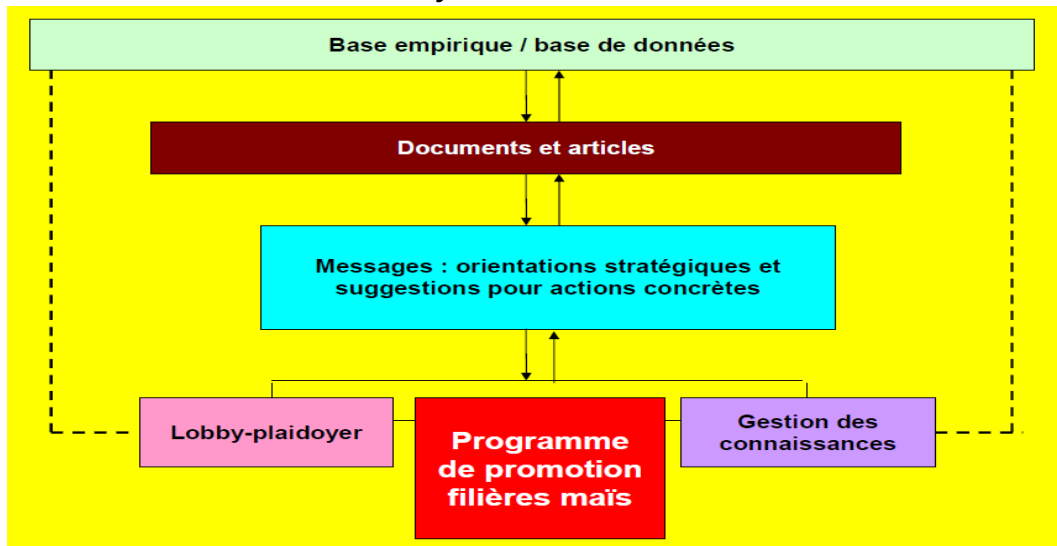 Base empirique / base de données
Documents et articles
Messages : orientations stratégiques et
suggestions pour actions concrètes
Lobby-plaidoyer
Programme
de promotion
filières maïs
Gestion des
connaissances